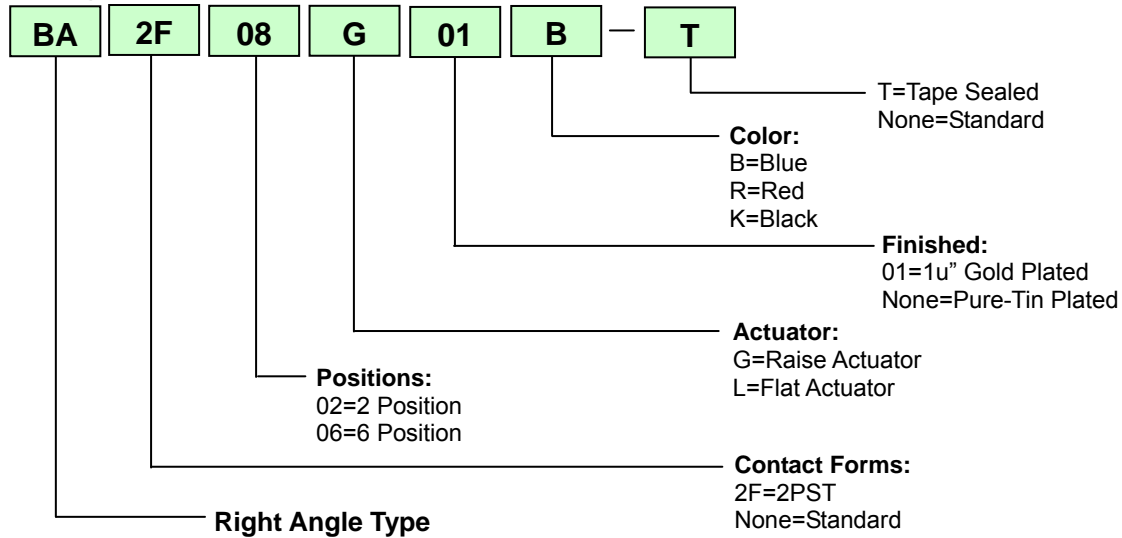 BA 2F 08 G 01 B – T
T=Tape Sealed
None=Standard
Color:
B=Blue
R=Red
K=Black
Finished:
01=1u” Gold Plated
None=Pure-Tin Plated
Actuator:
G=Raise Actuator
L=Flat Actuator
Positions:
02=2 Position
06=6 Position
Contact Forms:
2F=2PST
None=Standard
Right Angle Type